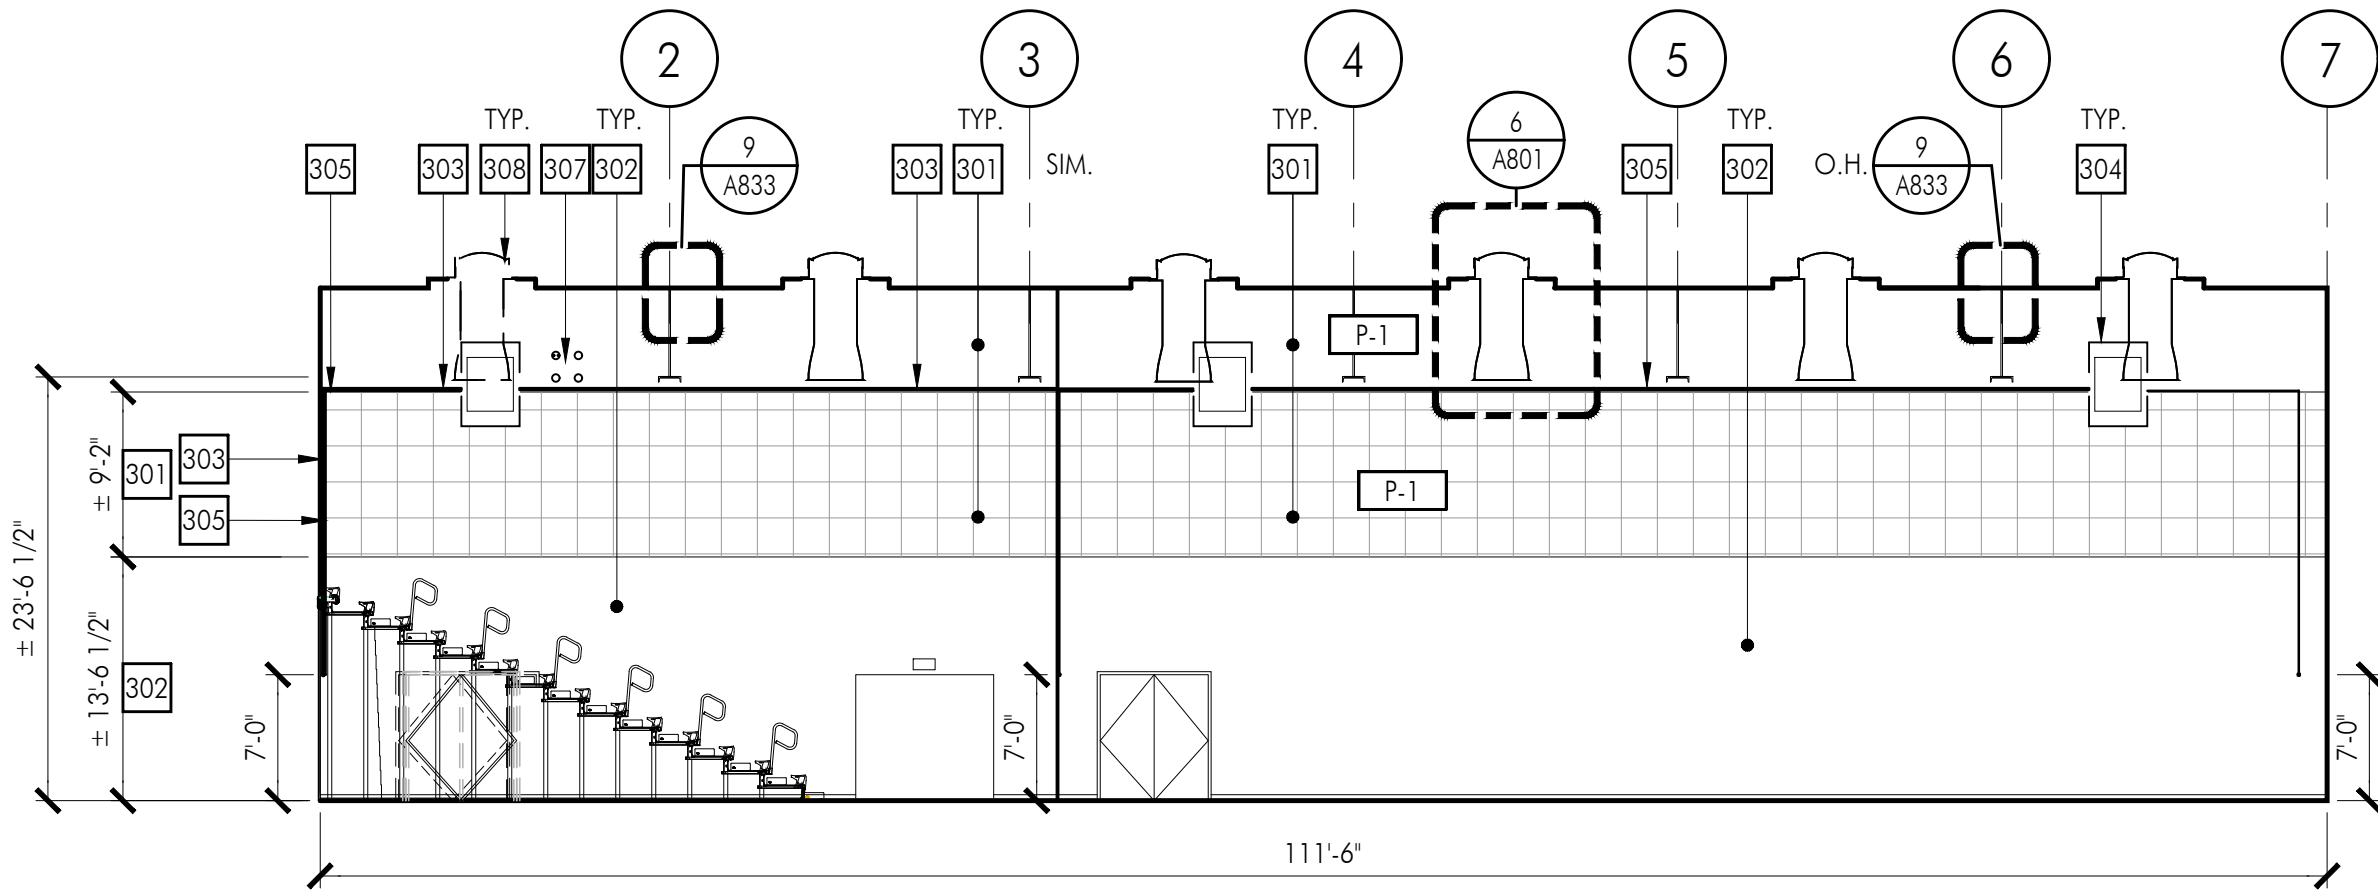 2
3
4
5
6
7
TYP.
TYP.
TYP.
TYP.
TYP.
TYP.
9
A833
6
A801
9
A833
305
303
308
307
302
303
301
SIM.
301
305
302
O.H.
304
P-1
P-1
303
301
305
302
± 9'-2"
± 23'-6 1/2"
± 13'-6 1/2"
7'-0"
7'-0"
7'-0"
111'-6"